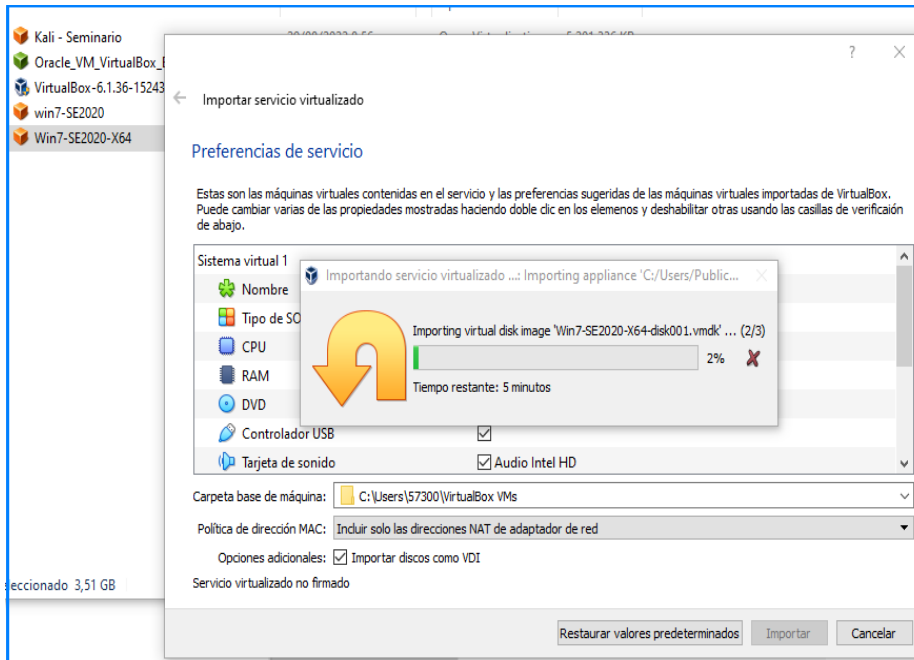 Kali - Seminario
Oracle_VM_VirtualBox_E
VirtualBox-6.1.36-15243
win7-SE2020
Win7-SE2020-X64
? ×
Importar servicio virtualizado
Preferencias de servicio
Estas son las máquinas virtuales contenidas en el servicio y las preferencias sugeridas de las máquinas virtuales importadas de VirtualBox.
Puede cambiar varias de las propiedades mostradas haciendo doble clic en los elemenos y deshabilitar otras usando las casillas de verificaión
de abajo.
Sistema virtual 1
Importando servicio virtualizado ...: Importing appliance 'C:/Users/Public...
Nombre
Tipo de SO
Importing virtual disk image 'Win7-SE2020-X64-disk001.vmdk' ... (2/3)
CPU
2%
RAM
Tiempo restante: 5 minutos
DVD
Controlador USB
Tarjeta de sonido Audio Intel HD
Carpeta base de máquina: C:\Users\57300\VirtualBox VMs
Política de dirección MAC: Incluir solo las direcciones NAT de adaptador de red
Opciones adicionales: Importar discos como VDI
Servicio virtualizado no firmado
eccionado 3,51 GB
Restaurar valores predeterminados Importar Cancelar